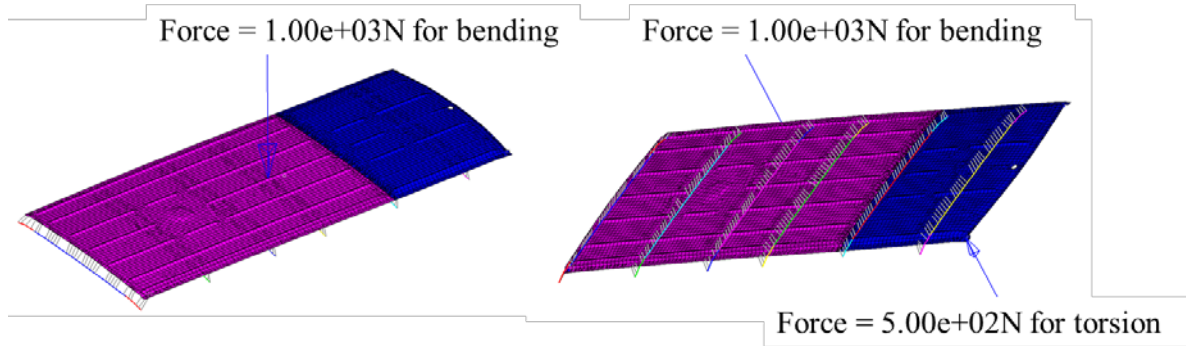 Force = 1.00e+03N for bending
Force = 1.00e+03N for bending
Force = 5.00e+02N for torsion